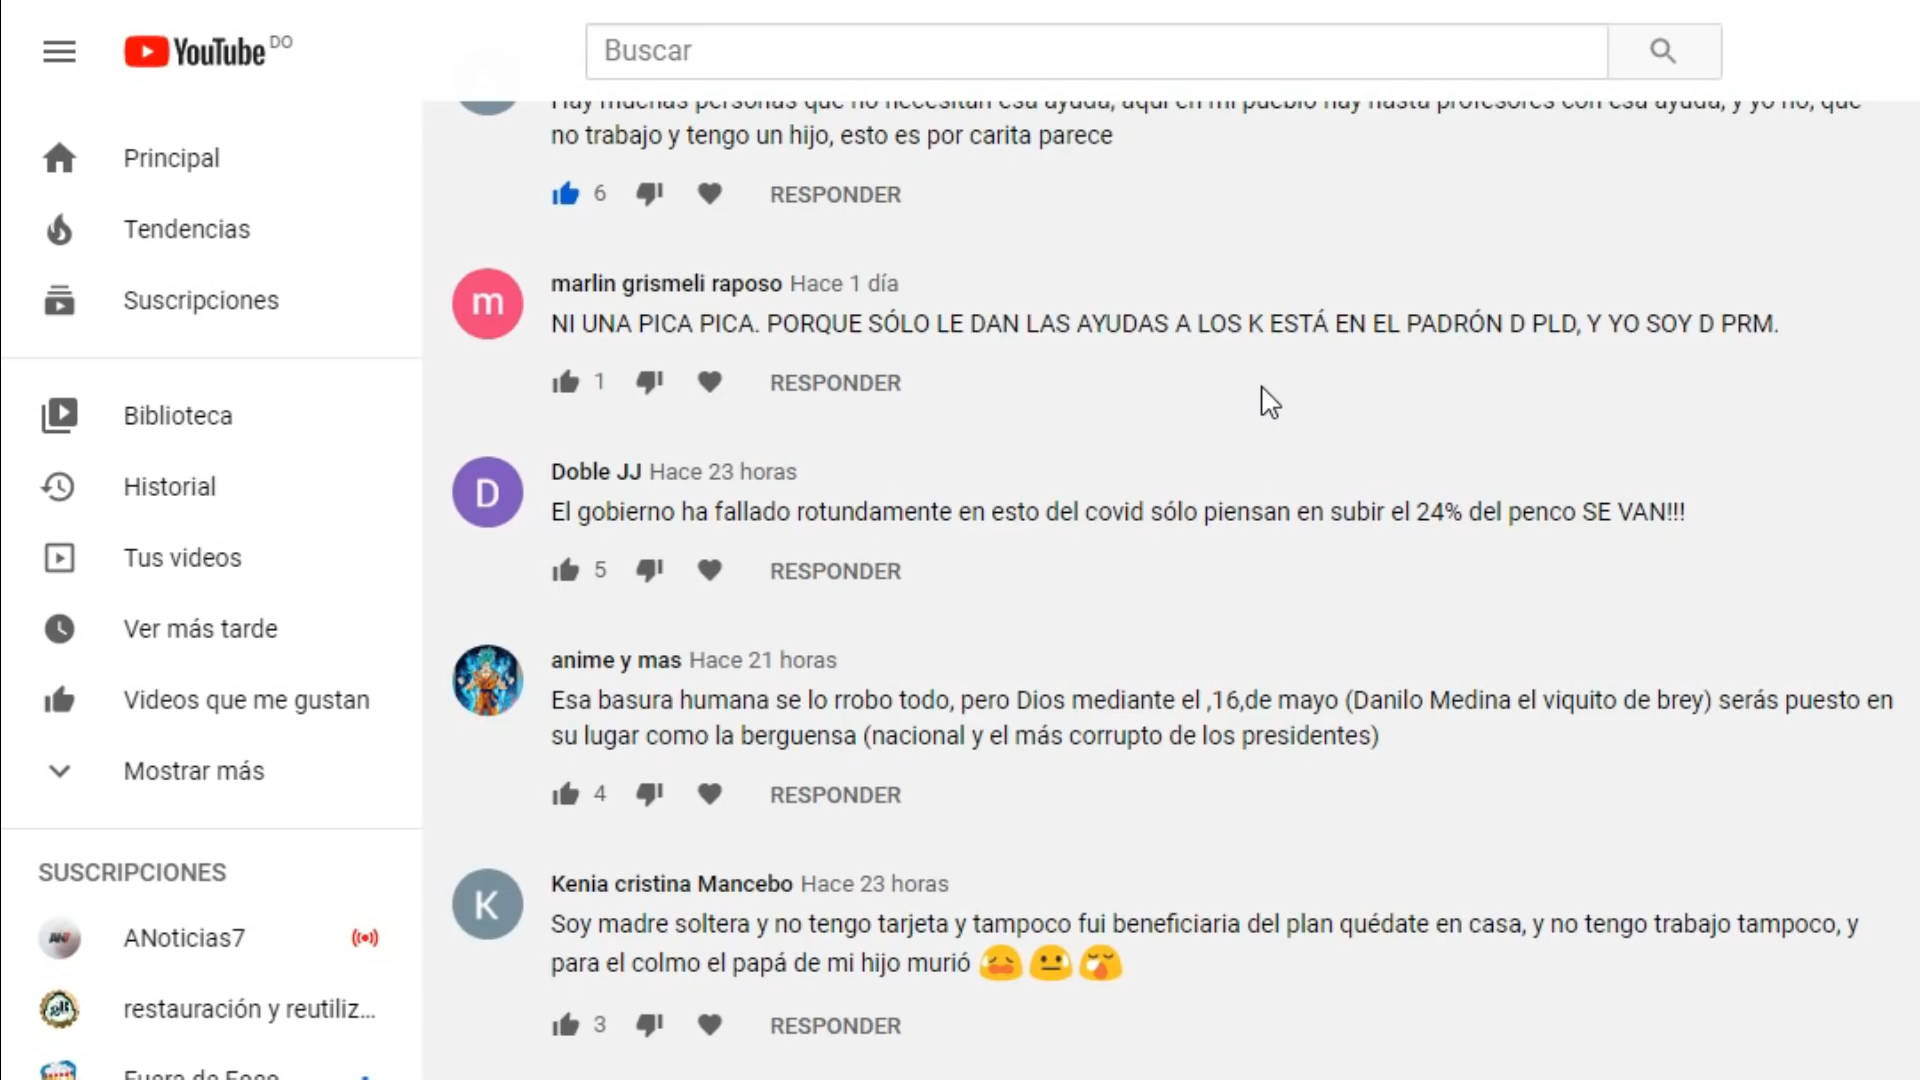 YouTube DO
Buscar
Principal
Tendencias
Suscripciones
Biblioteca
Historial
Tus videos
Ver más tarde
Videos que me gustan
Mostrar más
SUSCRIPCIONES
ANoticias7
restauración y reutiliz...
Fuera de Foco
Hay muchas personas que no necesitan esa ayuda, aquí en mi pueblo hay hasta profesores con esa ayuda, y yo no, que
no trabajo y tengo un hijo, esto es por carita parece
6 RESPONDER
m
marlin grismeli raposo Hace 1 día
NI UNA PICA PICA. PORQUE SÓLO LE DAN LAS AYUDAS A LOS K ESTÁ EN EL PADRÓN D PLD, Y YO SOY D PRM.
1 RESPONDER
D
Doble JJ Hace 23 horas
El gobierno ha fallado rotundamente en esto del covid sólo piensan en subir el 24% del penco SE VAN!!!
5 RESPONDER
anime y mas Hace 21 horas
Esa basura humana se lo rrobo todo, pero Dios mediante el ,16,de mayo (Danilo Medina el viquito de brey) serás puesto en
su lugar como la berguensa (nacional y el más corrupto de los presidentes)
4 RESPONDER
K
Kenia cristina Mancebo Hace 23 horas
Soy madre soltera y no tengo tarjeta y tampoco fui beneficiaria del plan quédate en casa, y no tengo trabajo tampoco, y
para el colmo el papá de mi hijo murió 😩😐😪
3 RESPONDER